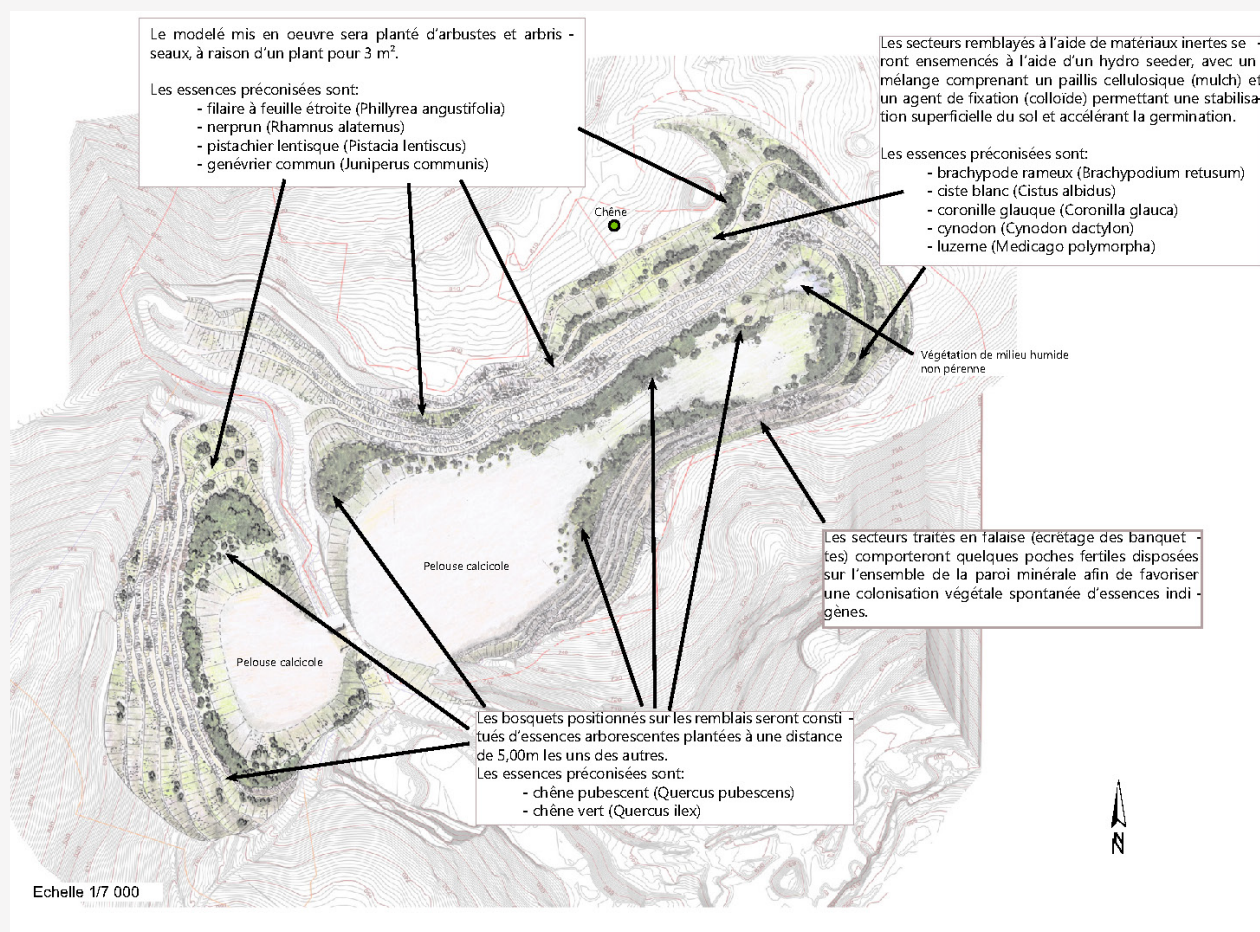 Le modelé mis en oeuvre sera planté d'arbustes et arbris -
seaux, à raison d'un plant pour 3 m².
Les essences préconisées sont:
- filaire à feuille étroite (Phillyrea angustifolia)
- nerprun (Rhamnus alaternus)
- pistachier lentisque (Pistacia lentiscus)
- genévrier commun (Juniperus communis)
Les secteurs remblayés à l'aide de matériaux inertes se -
ront ensemencés à l'aide d'un hydro seeder, avec un
mélange comprenant un paillis cellulosique (mulch) et
un agent de fixation (colloïde) permettant une stabilisa-
tion superficielle du sol et accélérant la germination.
Les essences préconisées sont:
- brachypode rameux (Brachypodium retusum)
- ciste blanc (Cistus albidus)
- coronille glauque (Coronilla glauca)
- cynodon (Cynodon dactylon)
- luzerne (Medicago polymorpha)
Chêne
Végétation de milieu humide
non pérenne
Les secteurs traités en falaise (écrêtage des banquet -
tes) comporteront quelques poches fertiles disposées
sur l'ensemble de la paroi minérale afin de favoriser
une colonisation végétale spontanée d'essences indi -
gènes.
Pelouse calcicole
Pelouse calcicole
Les bosquets positionnés sur les remblais seront consti -
tués d'essences arborescentes plantées à une distance
de 5,00m les uns des autres.
Les essences préconisées sont:
- chêne pubescent (Quercus pubescens)
- chêne vert (Quercus ilex)
N
Echelle 1/7 000